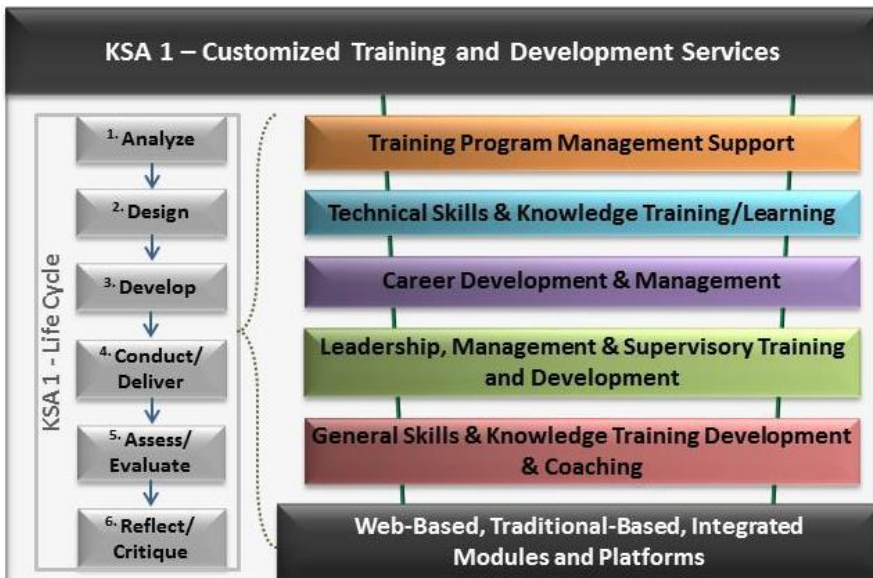 KSA 1 – Customized Training and Development Services
KSA 1 - Life Cycle
1. Analyze
2. Design
3. Develop
4. Conduct/
Deliver
5. Assess/
Evaluate
6. Reflect/
Critique
Training Program Management Support
Technical Skills & Knowledge Training/Learning
Career Development & Management
Leadership, Management & Supervisory Training
and Development
General Skills & Knowledge Training Development
& Coaching
Web-Based, Traditional-Based, Integrated
Modules and Platforms